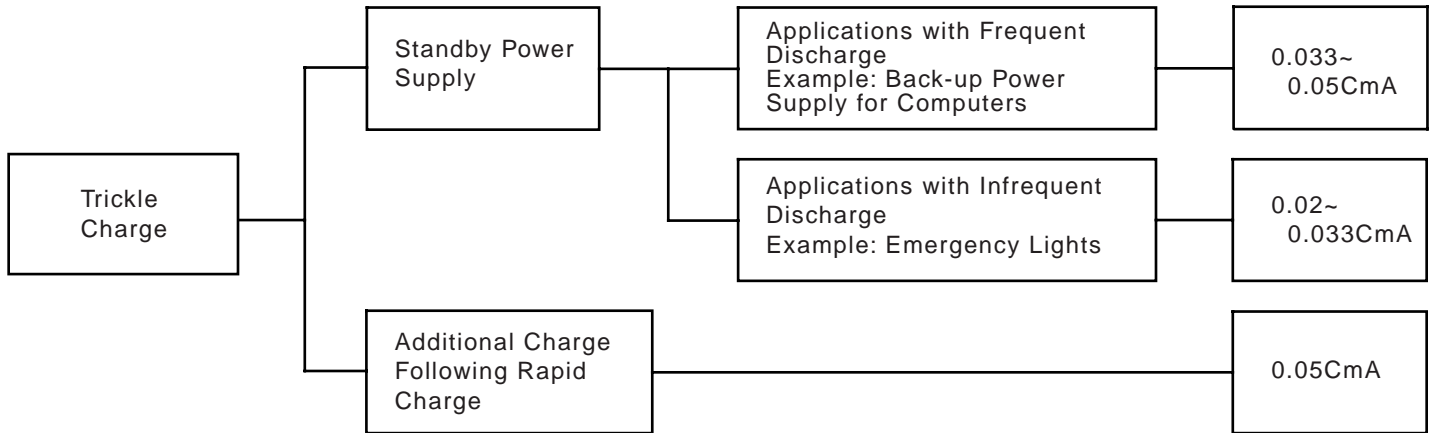 Trickle
Charge
Standby Power
Supply
Applications with Frequent
Discharge
Example: Back-up Power
Supply for Computers
0.033~
0.05CmA
Applications with Infrequent
Discharge
Example: Emergency Lights
0.02~
0.033CmA
Additional Charge
Following Rapid
Charge
0.05CmA